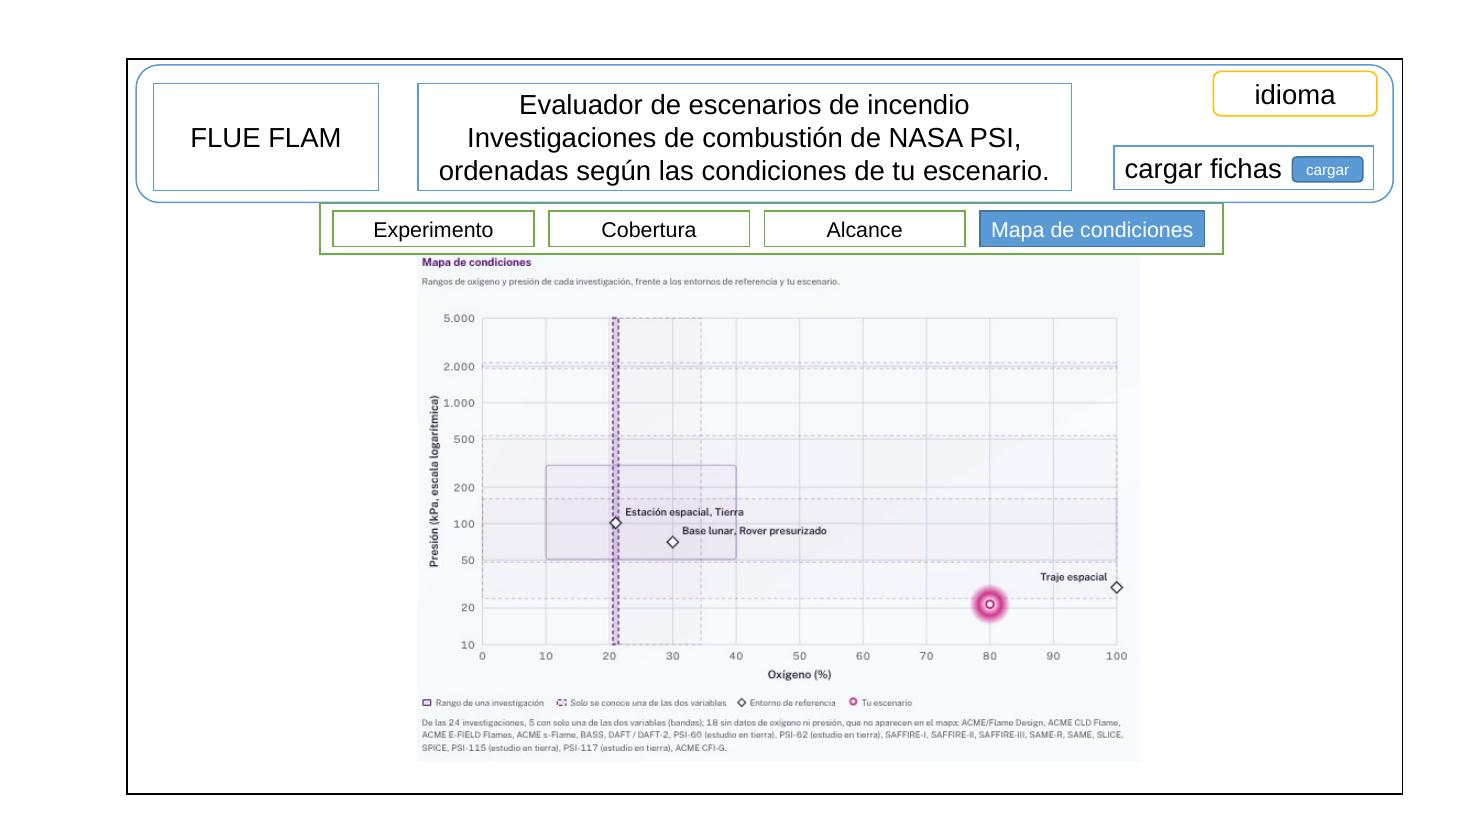 idioma
FLUE FLAM
Evaluador de escenarios de incendio
Investigaciones de combustión de NASA PSI,
ordenadas según las condiciones de tu escenario.
cargar fichas
cargar
Experimento
Cobertura
Alcance
Mapa de condiciones
Mapa de condiciones
Rangos de oxígeno y presión de cada investigación, frente a los entornos de referencia y tu escenario.
Presión (kPa, escala logarítmica)
5.000
2.000
1.000
500
200
100
50
20
10
Estación espacial, Tierra
Base lunar, Rover presurizado
Traje espacial
0 10 20 30 40 50 60 70 80 90 100
Oxígeno (%)
Rango de una investigación
Solo se conoce una de las dos variables
Entorno de referencia
Tu escenario
De las 24 investigaciones, 5 con solo una de las dos variables (bandas); 18 sin datos de oxígeno ni presión, que no aparecen en el mapa: ACME/Flame Design, ACME CLD Flame,
ACME E-FIELD Flames, ACME s-Flame, BASS, DAFT / DAFT-2, PSI-60 (estudio en tierra), PSI-62 (estudio en tierra), SAFFIRE-I, SAFFIRE-II, SAFFIRE-III, SAME-R, SAME, SLICE,
SPICE, PSI-115 (estudio en tierra), PSI-117 (estudio en tierra), ACME CFI-G.